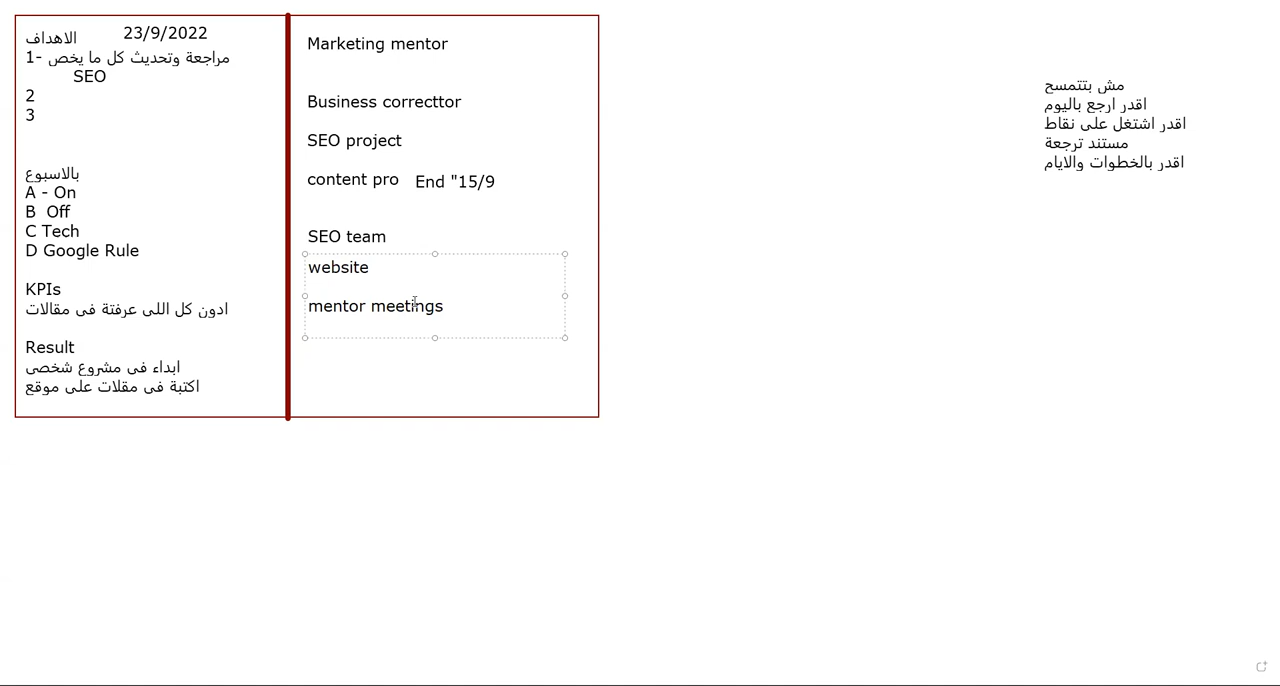 الاهداف 23/9/2022
1- مراجعة وتحديث كل ما يخص
SEO
2
3
بالاسبوع
A - On
B Off
C Tech
D Google Rule
KPIs
ادون كل اللى عرفتة فى مقالات
Result
ابداء فى مشروع شخصى
اكتبة فى مقلات على موقع
Marketing mentor
Business correcttor
SEO project
content pro End "15/9
SEO team
website
mentor meetings
مش بتتمسح
اقدر ارجع باليوم
اقدر اشتغل على نقاط
مستند ترجعة
اقدر بالخطوات والايام